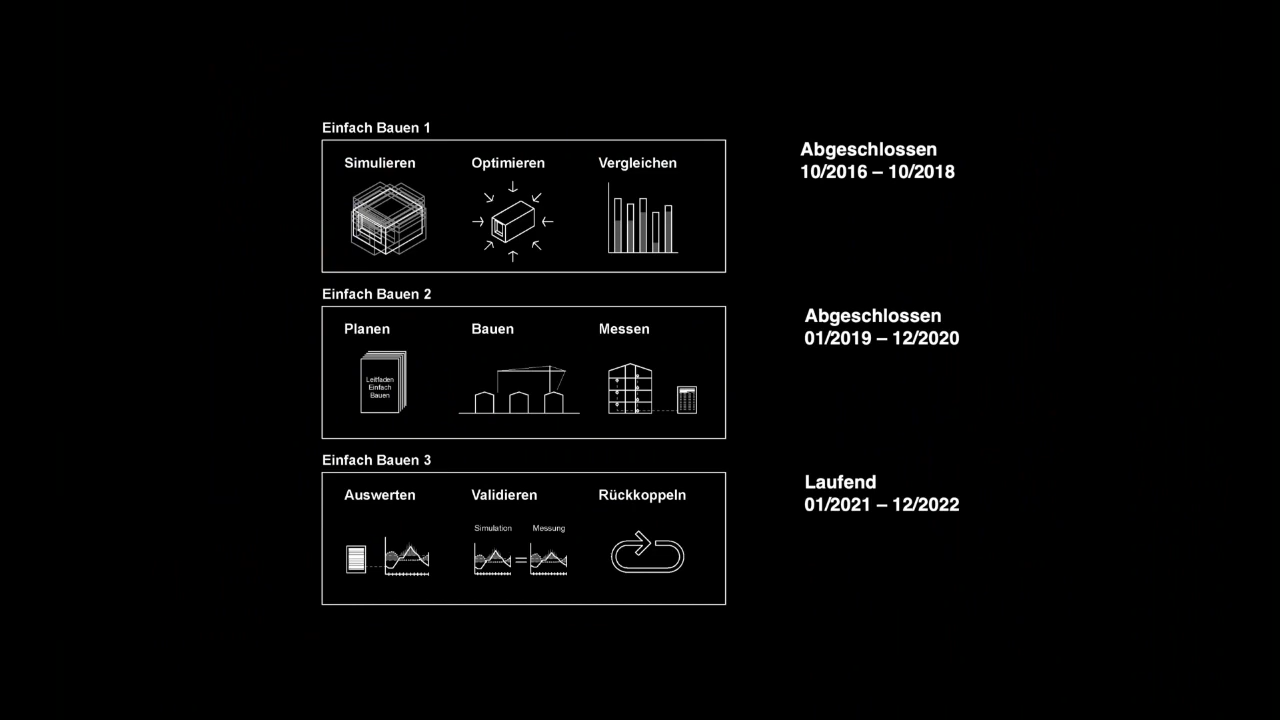 Einfach Bauen 1
Simulieren
Optimieren
Vergleichen
Abgeschlossen
10/2016 – 10/2018
Einfach Bauen 2
Planen
Bauen
Messen
Leitfaden
Einfach
Bauen
Abgeschlossen
01/2019 – 12/2020
Einfach Bauen 3
Auswerten
Validieren
Rückkoppeln
Simulation
Messung
Laufend
01/2021 – 12/2022